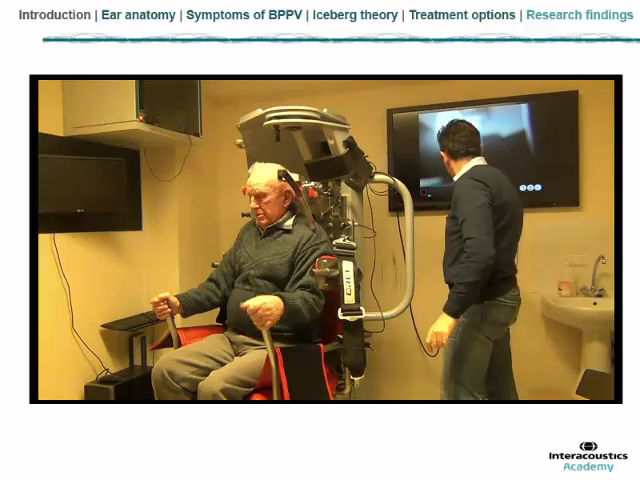 Introduction | Ear anatomy | Symptoms of BPPV | Iceberg theory | Treatment options | Research findings
Interacoustics
Academy